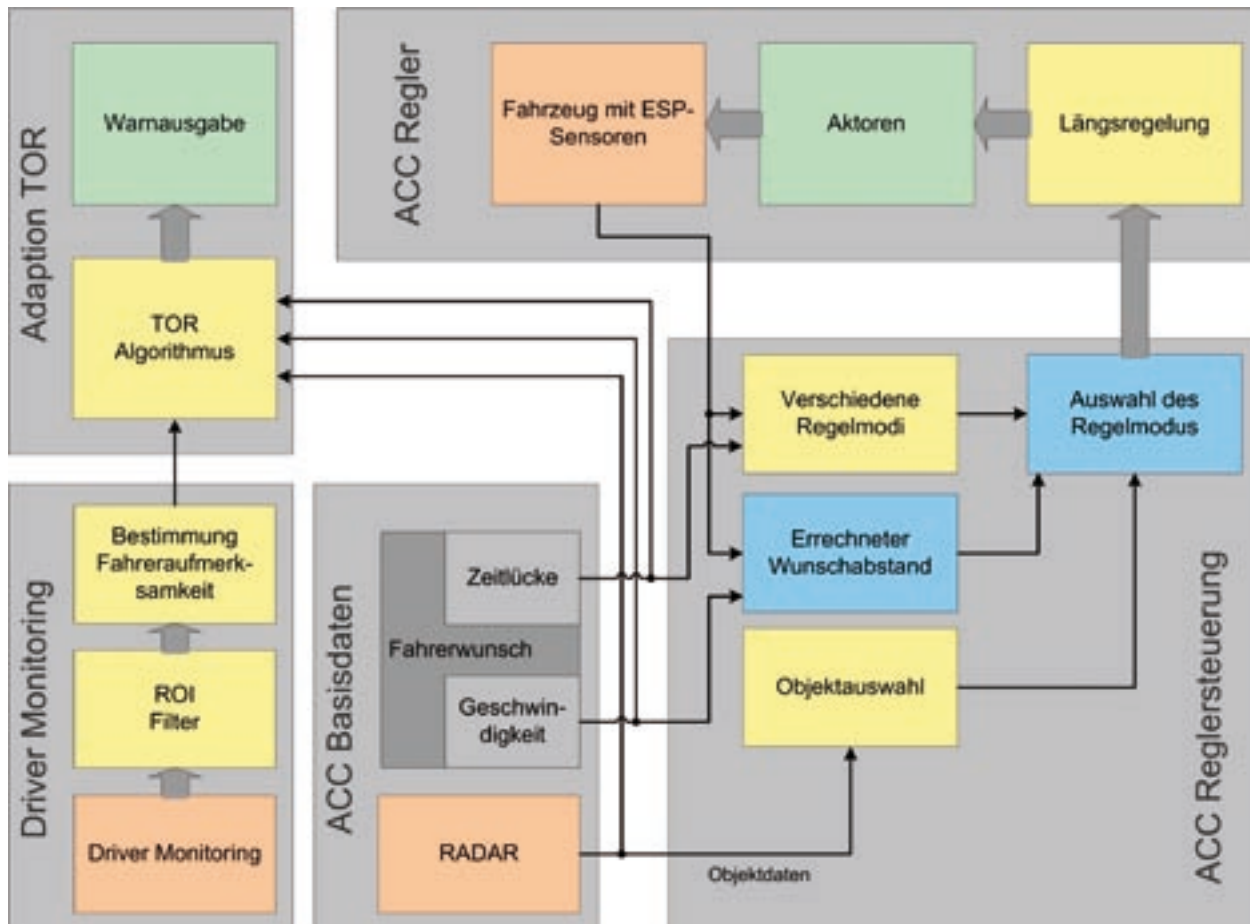 Adaption TOR
Warnausgabe
TOR
Algorithmus
ACC Regler
Fahrzeug mit ESP-
Sensoren
Aktoren
Längsregelung
Driver Monitoring
Bestimmung
Fahreraufmerk-
samkeit
ROI
Filter
Driver Monitoring
ACC Basisdaten
Zeitlücke
Fahrerwunsch
Geschwin-
digkeit
RADAR
Objektdaten
Verschiedene
Regelmodi
Auswahl des
Regelmodus
Errechneter
Wunschabstand
Objektauswahl
ACC Reglersteuerung